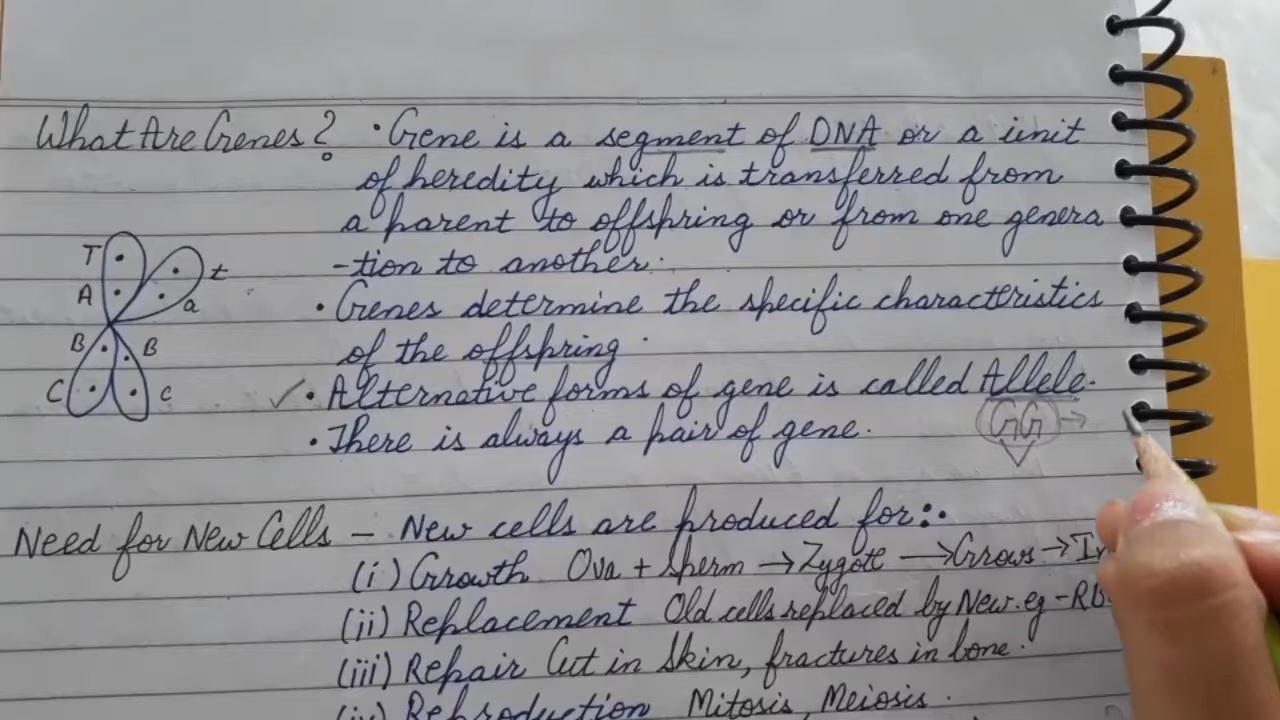 What Are Genes? • Gene is a segment of DNA or a unit
of heredity which is transferred from
a parent to offspring or from one genera
-tion to another.
• Genes determine the specific characteristics
of the offspring.
✓• Alternative forms of gene is called Allele.
• There is always a pair of gene.
GG →
T
A
t
a
B
B
C
c
Need for New Cells – New cells are produced for:.
(i) Growth Ova + Sperm → Zygote → Grows →
(ii) Replacement Old cells replaced by New. eg -
(iii) Repair Cut in Skin, fractures in bone.
(iv) Reproduction Mitosis, Meiosis.